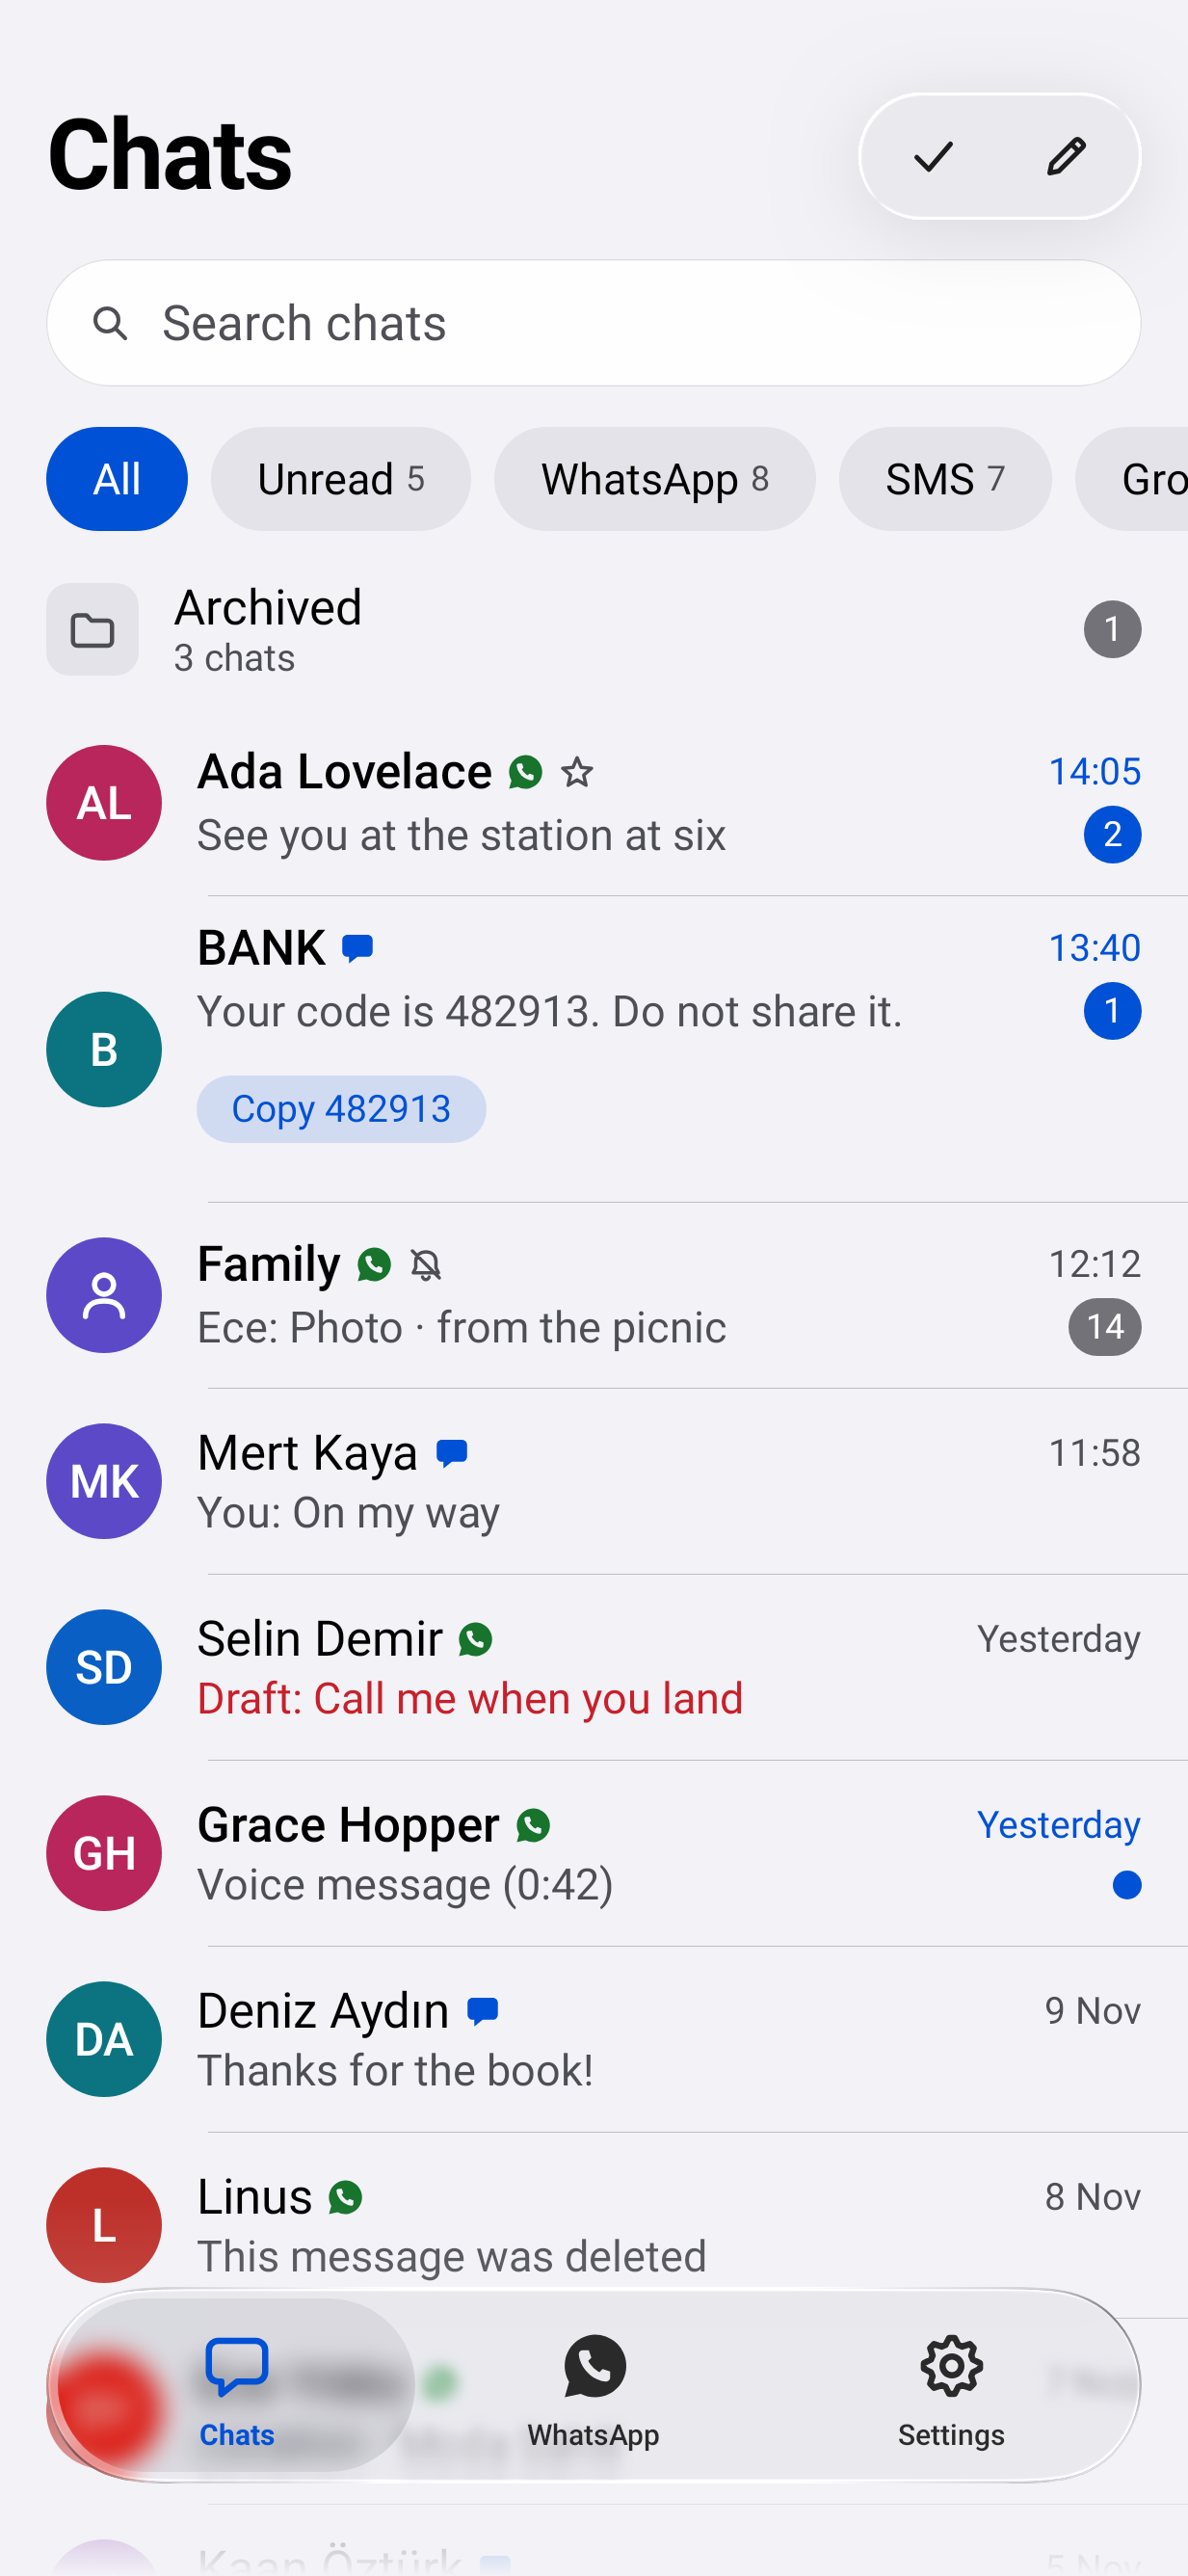 Chats
Search chats
All
Unread 5
WhatsApp 8
SMS 7
Gro
Archived
3 chats
1
AL
Ada Lovelace
14:05
See you at the station at six
2
BANK
13:40
B
Your code is 482913. Do not share it.
1
Copy 482913
Family
12:12
Ece: Photo · from the picnic
14
MK
Mert Kaya
11:58
You: On my way
SD
Selin Demir
Yesterday
Draft: Call me when you land
GH
Grace Hopper
Yesterday
Voice message (0:42)
DA
Deniz Aydın
9 Nov
Thanks for the book!
L
Linus
8 Nov
This message was deleted
Chats
WhatsApp
Settings
Kaan Öztürk
5 Nov